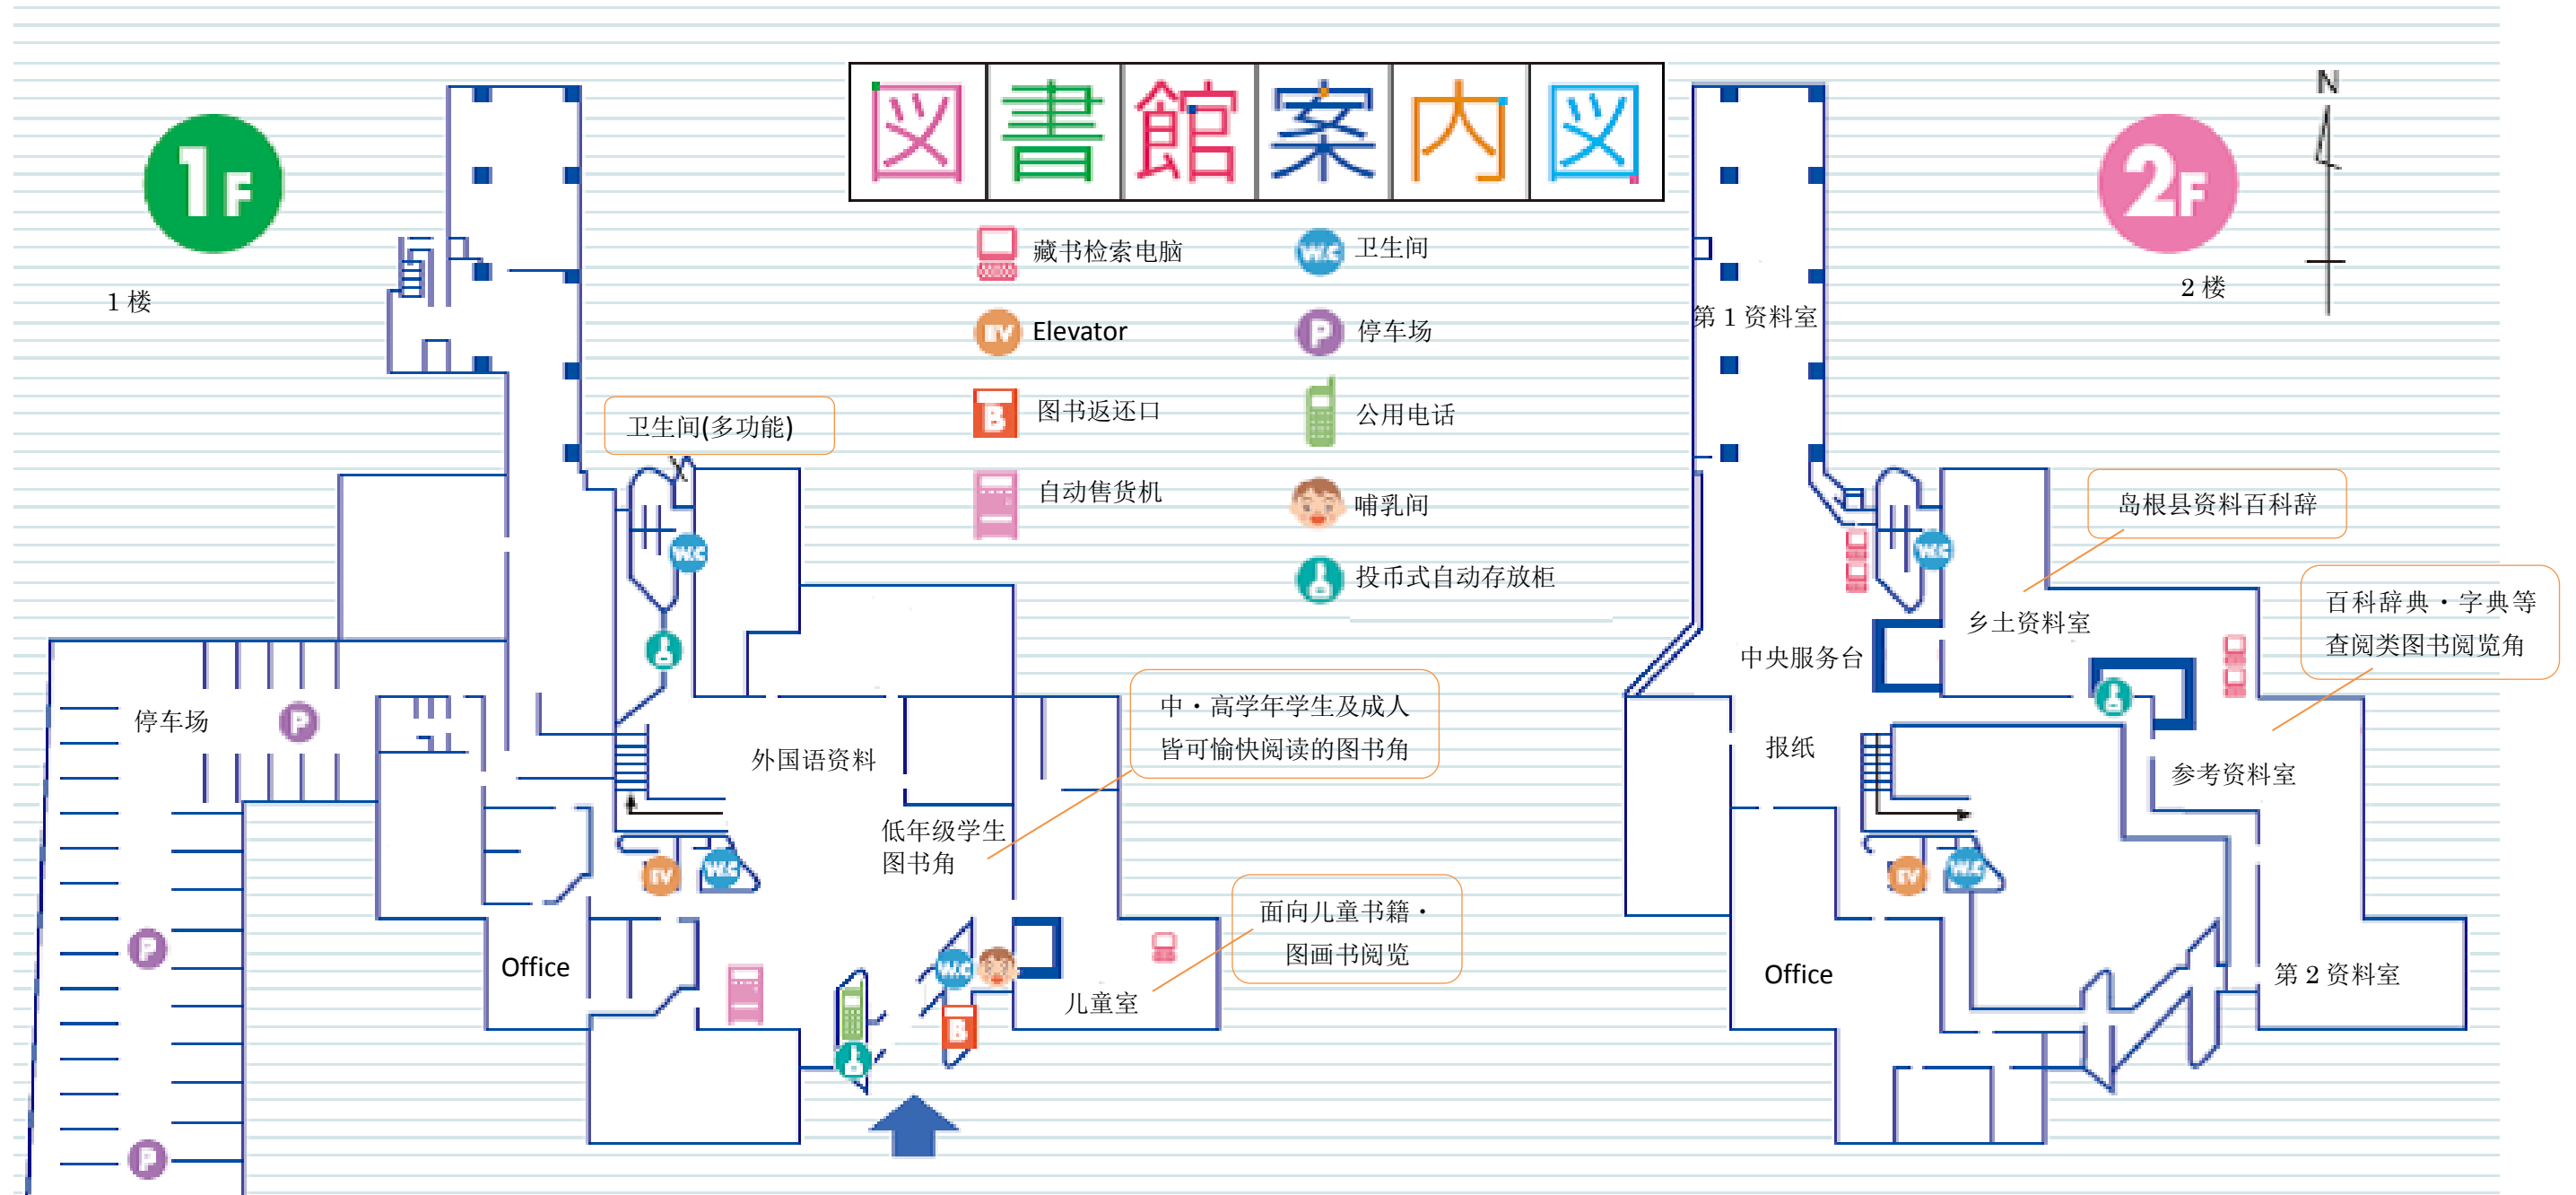 図書館案内図
1F
1 楼
2F
2 楼
N
藏书检索电脑
W.C 卫生间
EV Elevator
P 停车场
B 图书返还口
公用电话
自动售货机
哺乳间
投币式自动存放柜
卫生间(多功能)
W.C
停车场
P
外国语资料
中・高学年学生及成人
皆可愉快阅读的图书角
低年级学生
图书角
EV
W.C
面向儿童书籍・
图画书阅览
P
Office
W.C
儿童室
B
P
第 1 资料室
岛根县资料百科辞
W.C
百科辞典・字典等
查阅类图书阅览角
乡土资料室
中央服务台
报纸
参考资料室
EV
W.C
Office
第 2 资料室